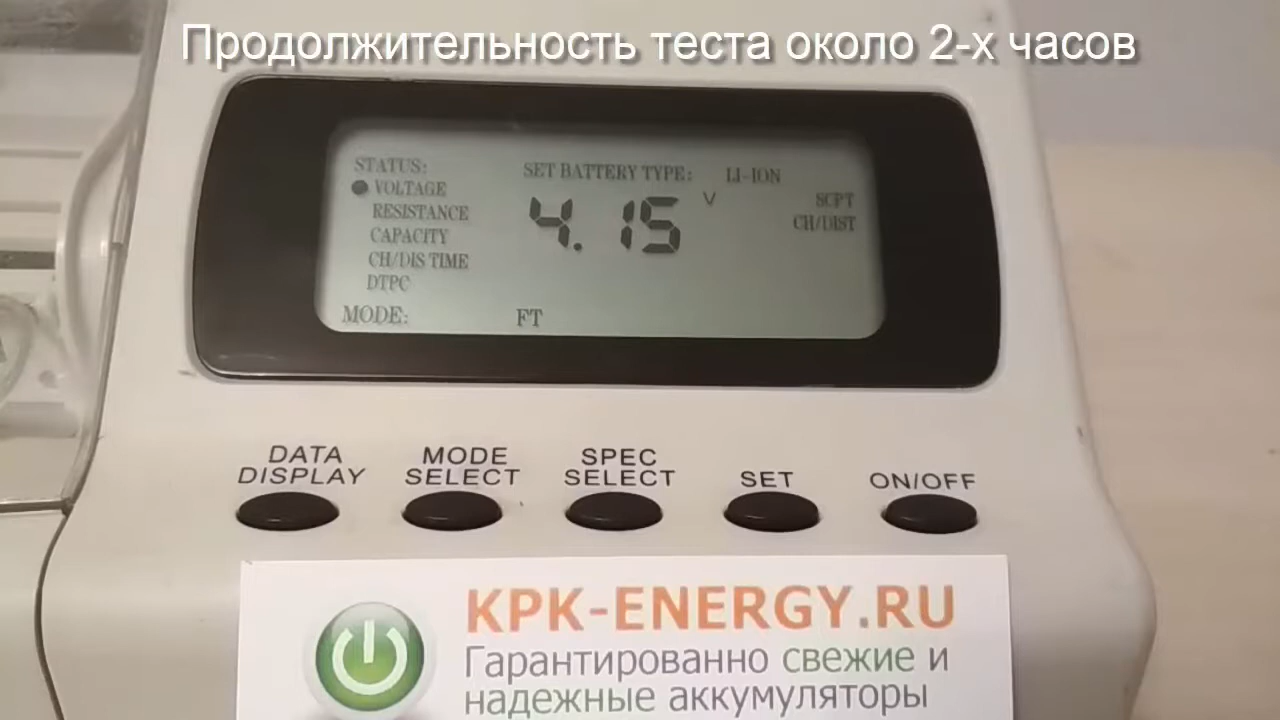 Продолжительность теста около 2-х часов
STATUS:
SET BATTERY TYPE: LI-ION
VOLTAGE
4.15 V
SCPT
RESISTANCE
CH/DIST
CAPACITY
CH/DIS TIME
DTPC
MODE: FT
DATA DISPLAY
MODE SELECT
SPEC SELECT
SET
ON/OFF
KPK-ENERGY.RU
Гарантированно свежие и
надежные аккумуляторы